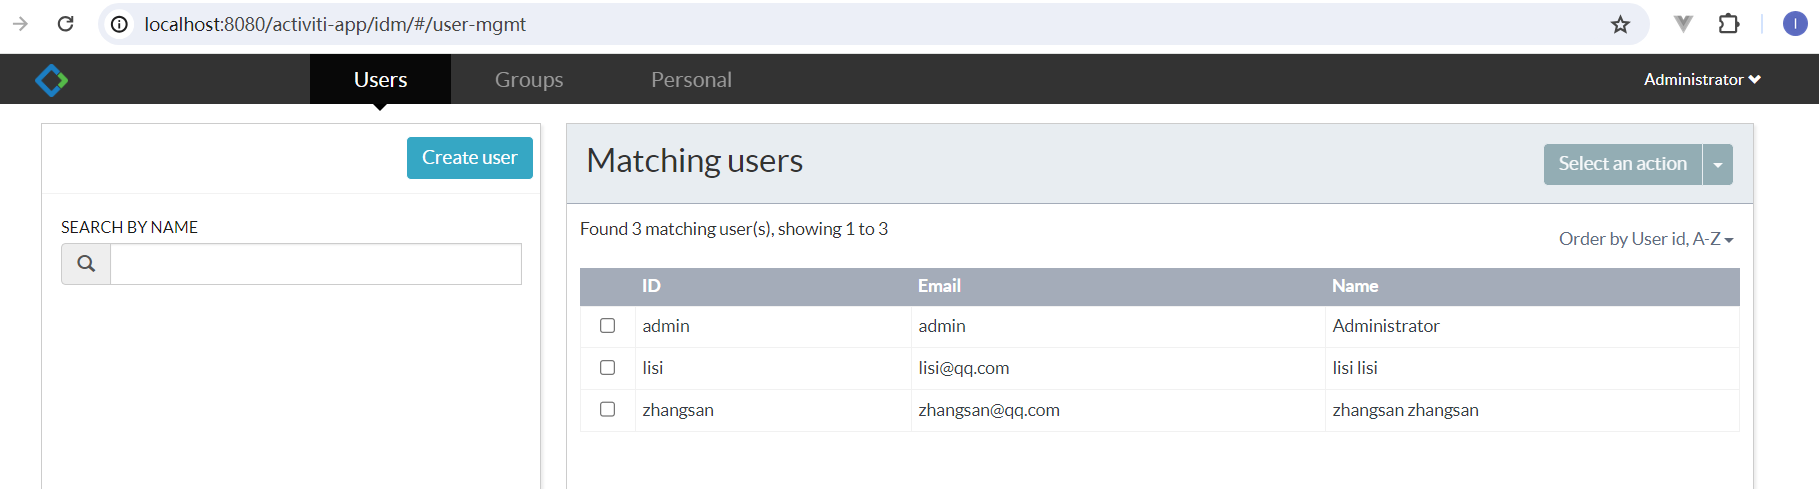 localhost:8080/activiti-app/idm/#/user-mgmt
I
Users Groups Personal Administrator
Create user
SEARCH BY NAME
Matching users
Select an action
Found 3 matching user(s), showing 1 to 3
Order by User id, A-Z
ID Email Name
admin admin Administrator
lisi lisi@qq.com lisi lisi
zhangsan zhangsan@qq.com zhangsan zhangsan